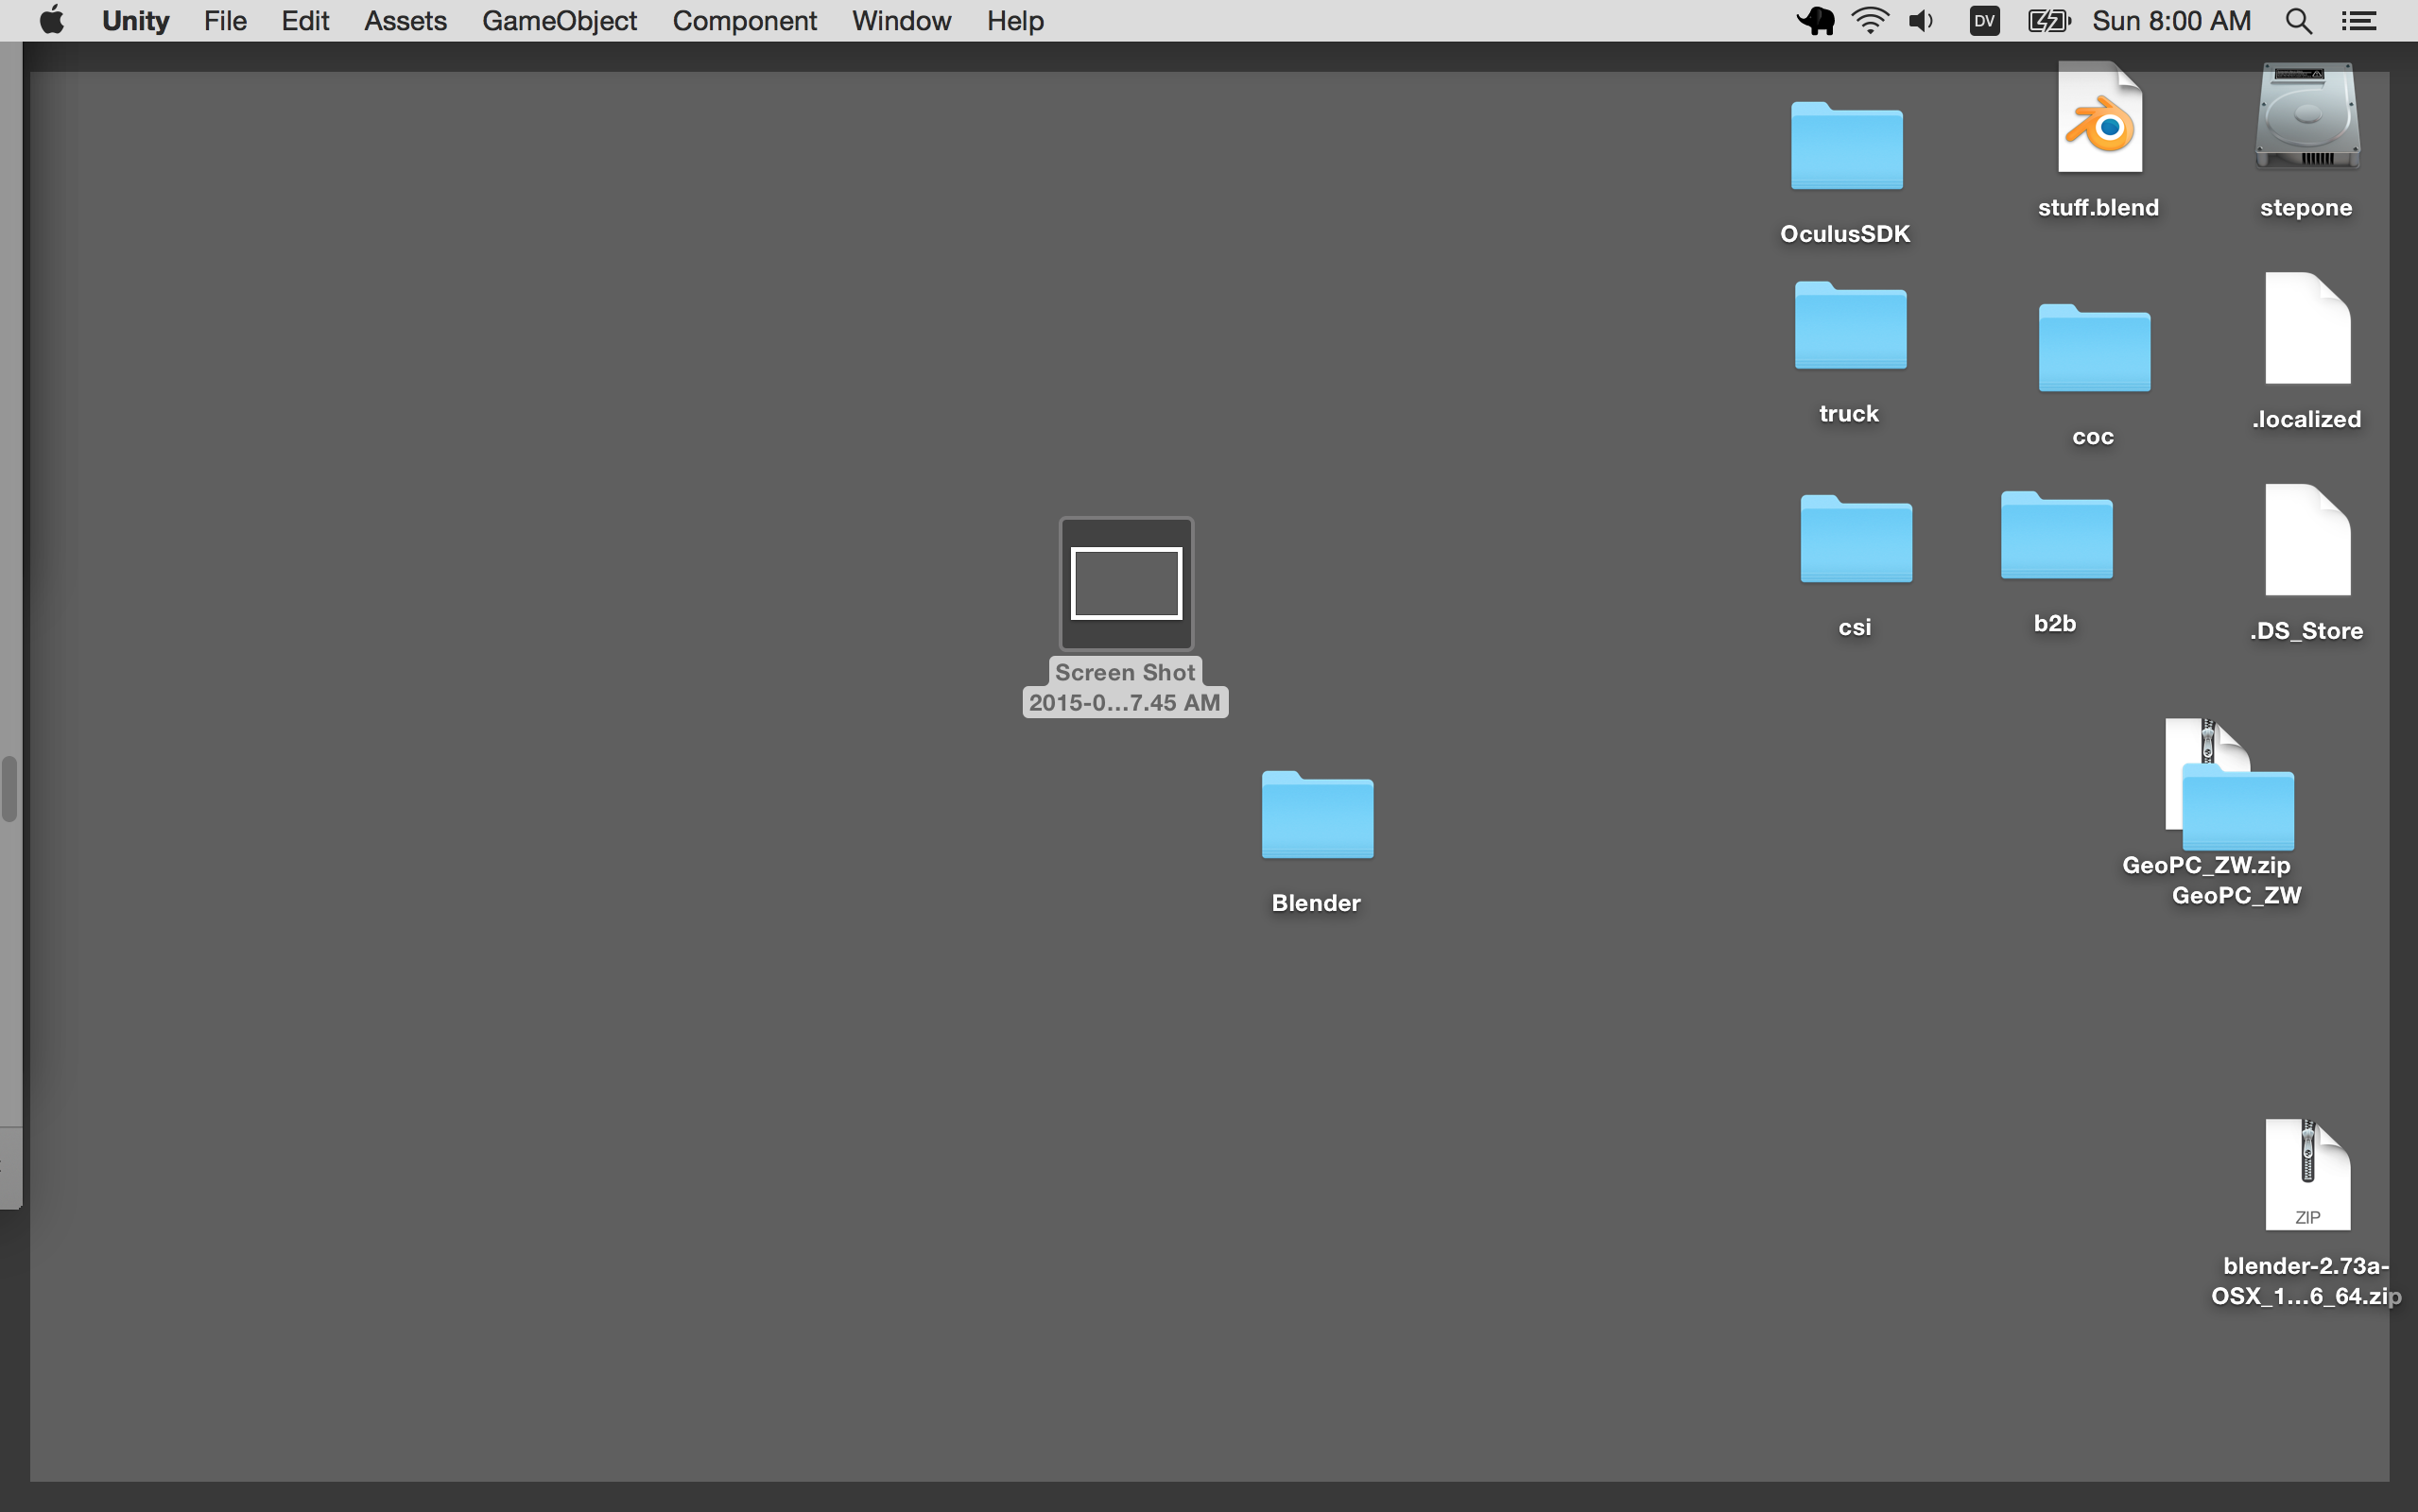 Unity File Edit Assets GameObject Component Window Help DV Sun 8:00 AM
OculusSDK
stuff.blend
stepone
truck
coc
.localized
csi
b2b
.DS_Store
Screen Shot
2015-0...7.45 AM
Blender
GeoPC_ZW.zip
GeoPC_ZW
ZIP
blender-2.73a-
OSX_1...6_64.zip